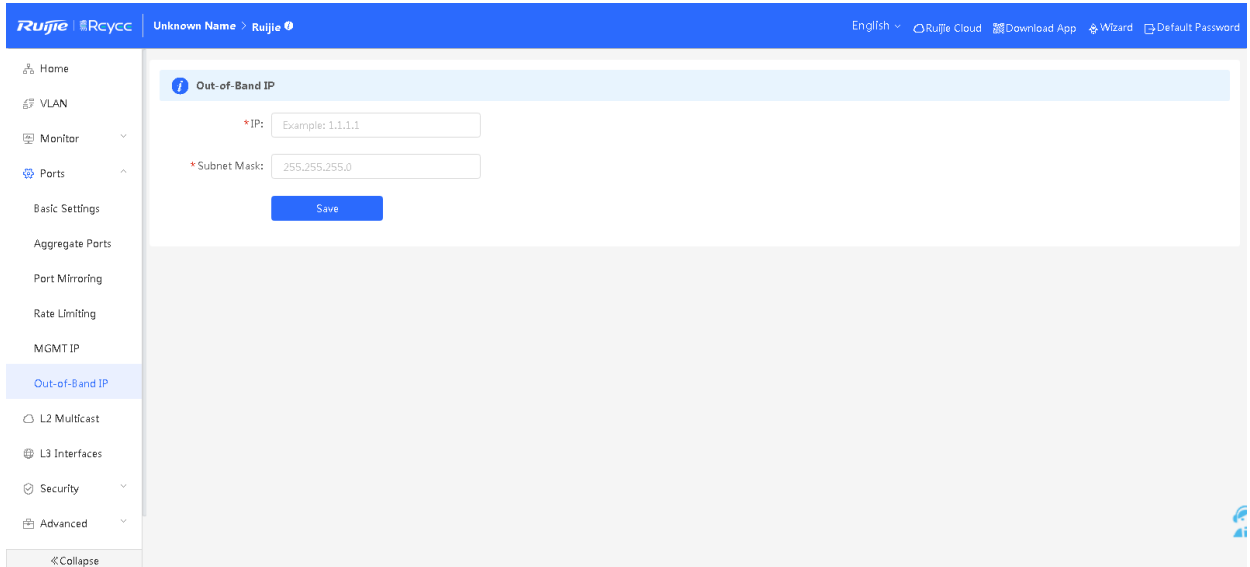 Ruijie | Rcycc Unknown Name > Ruijie English Ruijie Cloud Download App Wizard Default Password
Home
VLAN
Monitor
Ports
Basic Settings
Aggregate Ports
Port Mirroring
Rate Limiting
MGMT IP
Out-of-Band IP
L2 Multicast
L3 Interfaces
Security
Advanced
«Collapse
Out-of-Band IP
*IP: Example: 1.1.1.1
*Subnet Mask: 255.255.255.0
Save